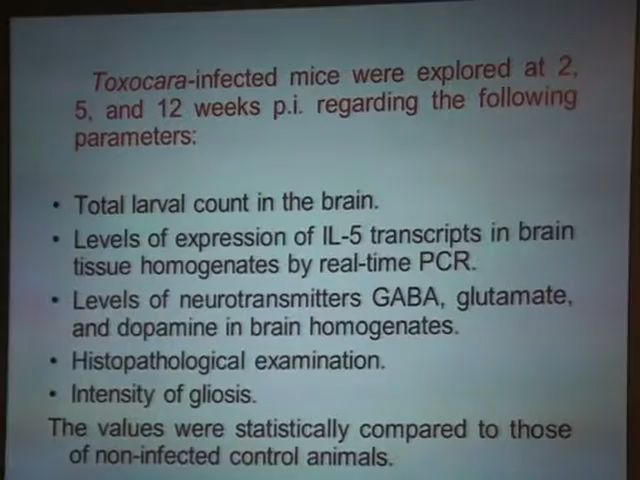 Toxocara-infected mice were explored at 2,
5, and 12 weeks p.i. regarding the following
parameters:
• Total larval count in the brain.
• Levels of expression of IL-5 transcripts in brain
tissue homogenates by real-time PCR.
• Levels of neurotransmitters GABA, glutamate,
and dopamine in brain homogenates.
• Histopathological examination.
• Intensity of gliosis.
The values were statistically compared to those
of non-infected control animals.